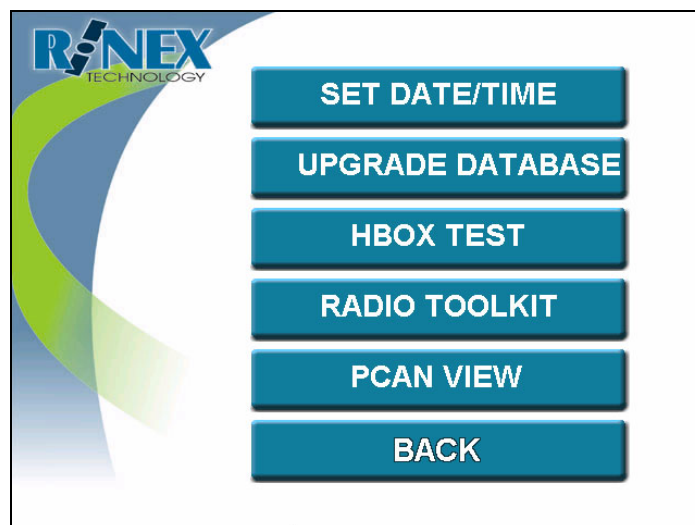 RINEX
TECHNOLOGY
SET DATE/TIME
UPGRADE DATABASE
HBOX TEST
RADIO TOOLKIT
PCAN VIEW
BACK